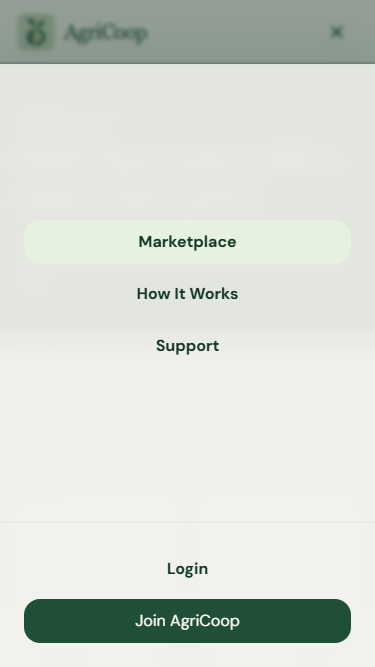 AgriCoop
Marketplace
How It Works
Support
Login
Join AgriCoop